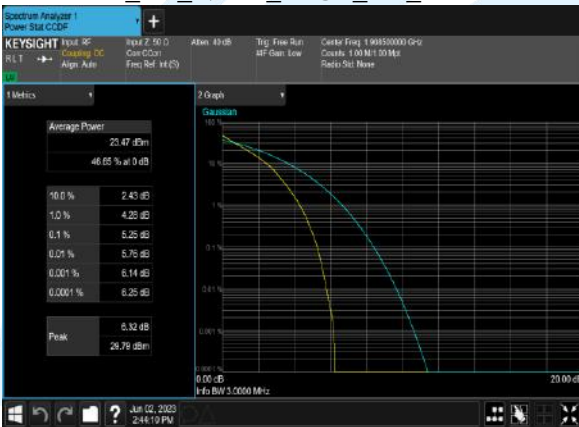 Spectrum Analyzer 1
Power Stat CCDF
KEYSIGHT
RLT
Input: RF
Coupling: DC
Align: Auto
Input Z: 50 Ω
Corr CCorr
Freq Ref: Int (S)
Atten: 40 dB
Trig: Free Run
#IF Gain: Low
Center Freq: 1.908500000 GHz
Counts: 1.00 M/1.00 Mpt
Radio Std: None
1 Metrics
2 Graph
Gaussian
Average Power
23.47 dBm
46.65 % at 0 dB
10.0 % 2.43 dB
1.0 % 4.28 dB
0.1 % 5.25 dB
0.01 % 5.76 dB
0.001 % 6.14 dB
0.0001 % 6.25 dB
Peak
6.32 dB
29.79 dBm
100 %
10 %
1 %
0.1 %
0.01 %
0.001 %
0.0001 %
0.00 dB
20.00 dB
Info BW 3.0000 MHz
Jun 02, 2023
2:44:10 PM